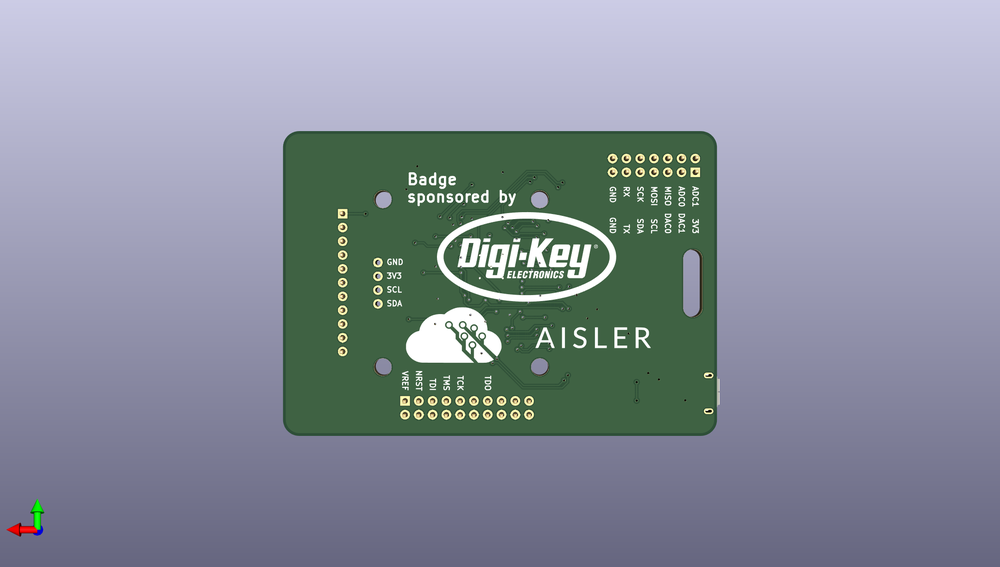 Badge
sponsored by
Digi-Key®
ELECTRONICS
AISLER
GND
3V3
SCL
SDA
GND RX SCK MOSI MISO ADC0 ADC1
GND TX SDA SCL DAC0 DAC1 3V3
VREF NRST TDI TMS TCK TDO